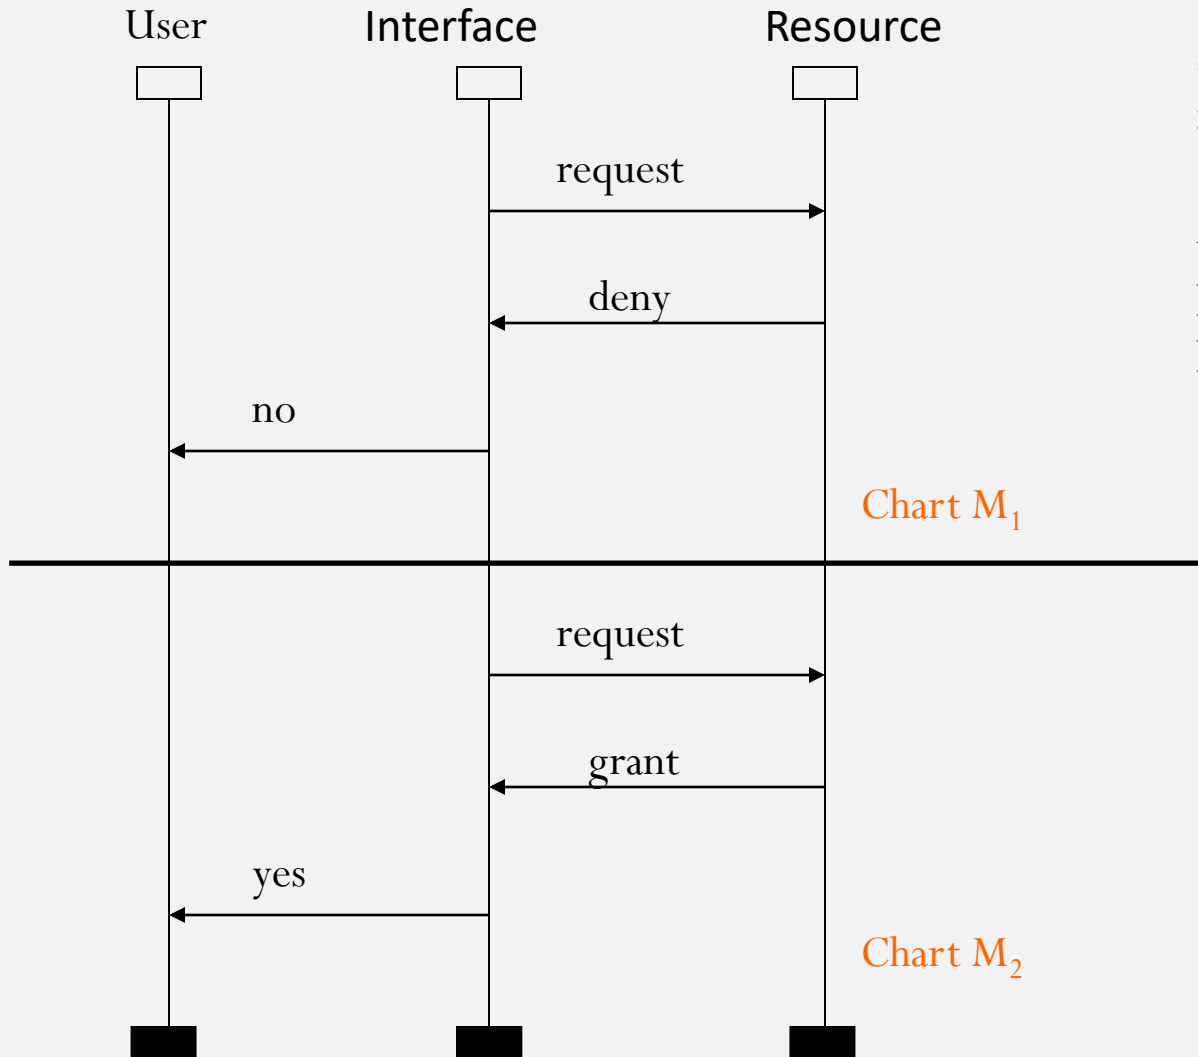 User Interface Resource
request
deny
no
Chart M₁
request
grant
yes
Chart M₂